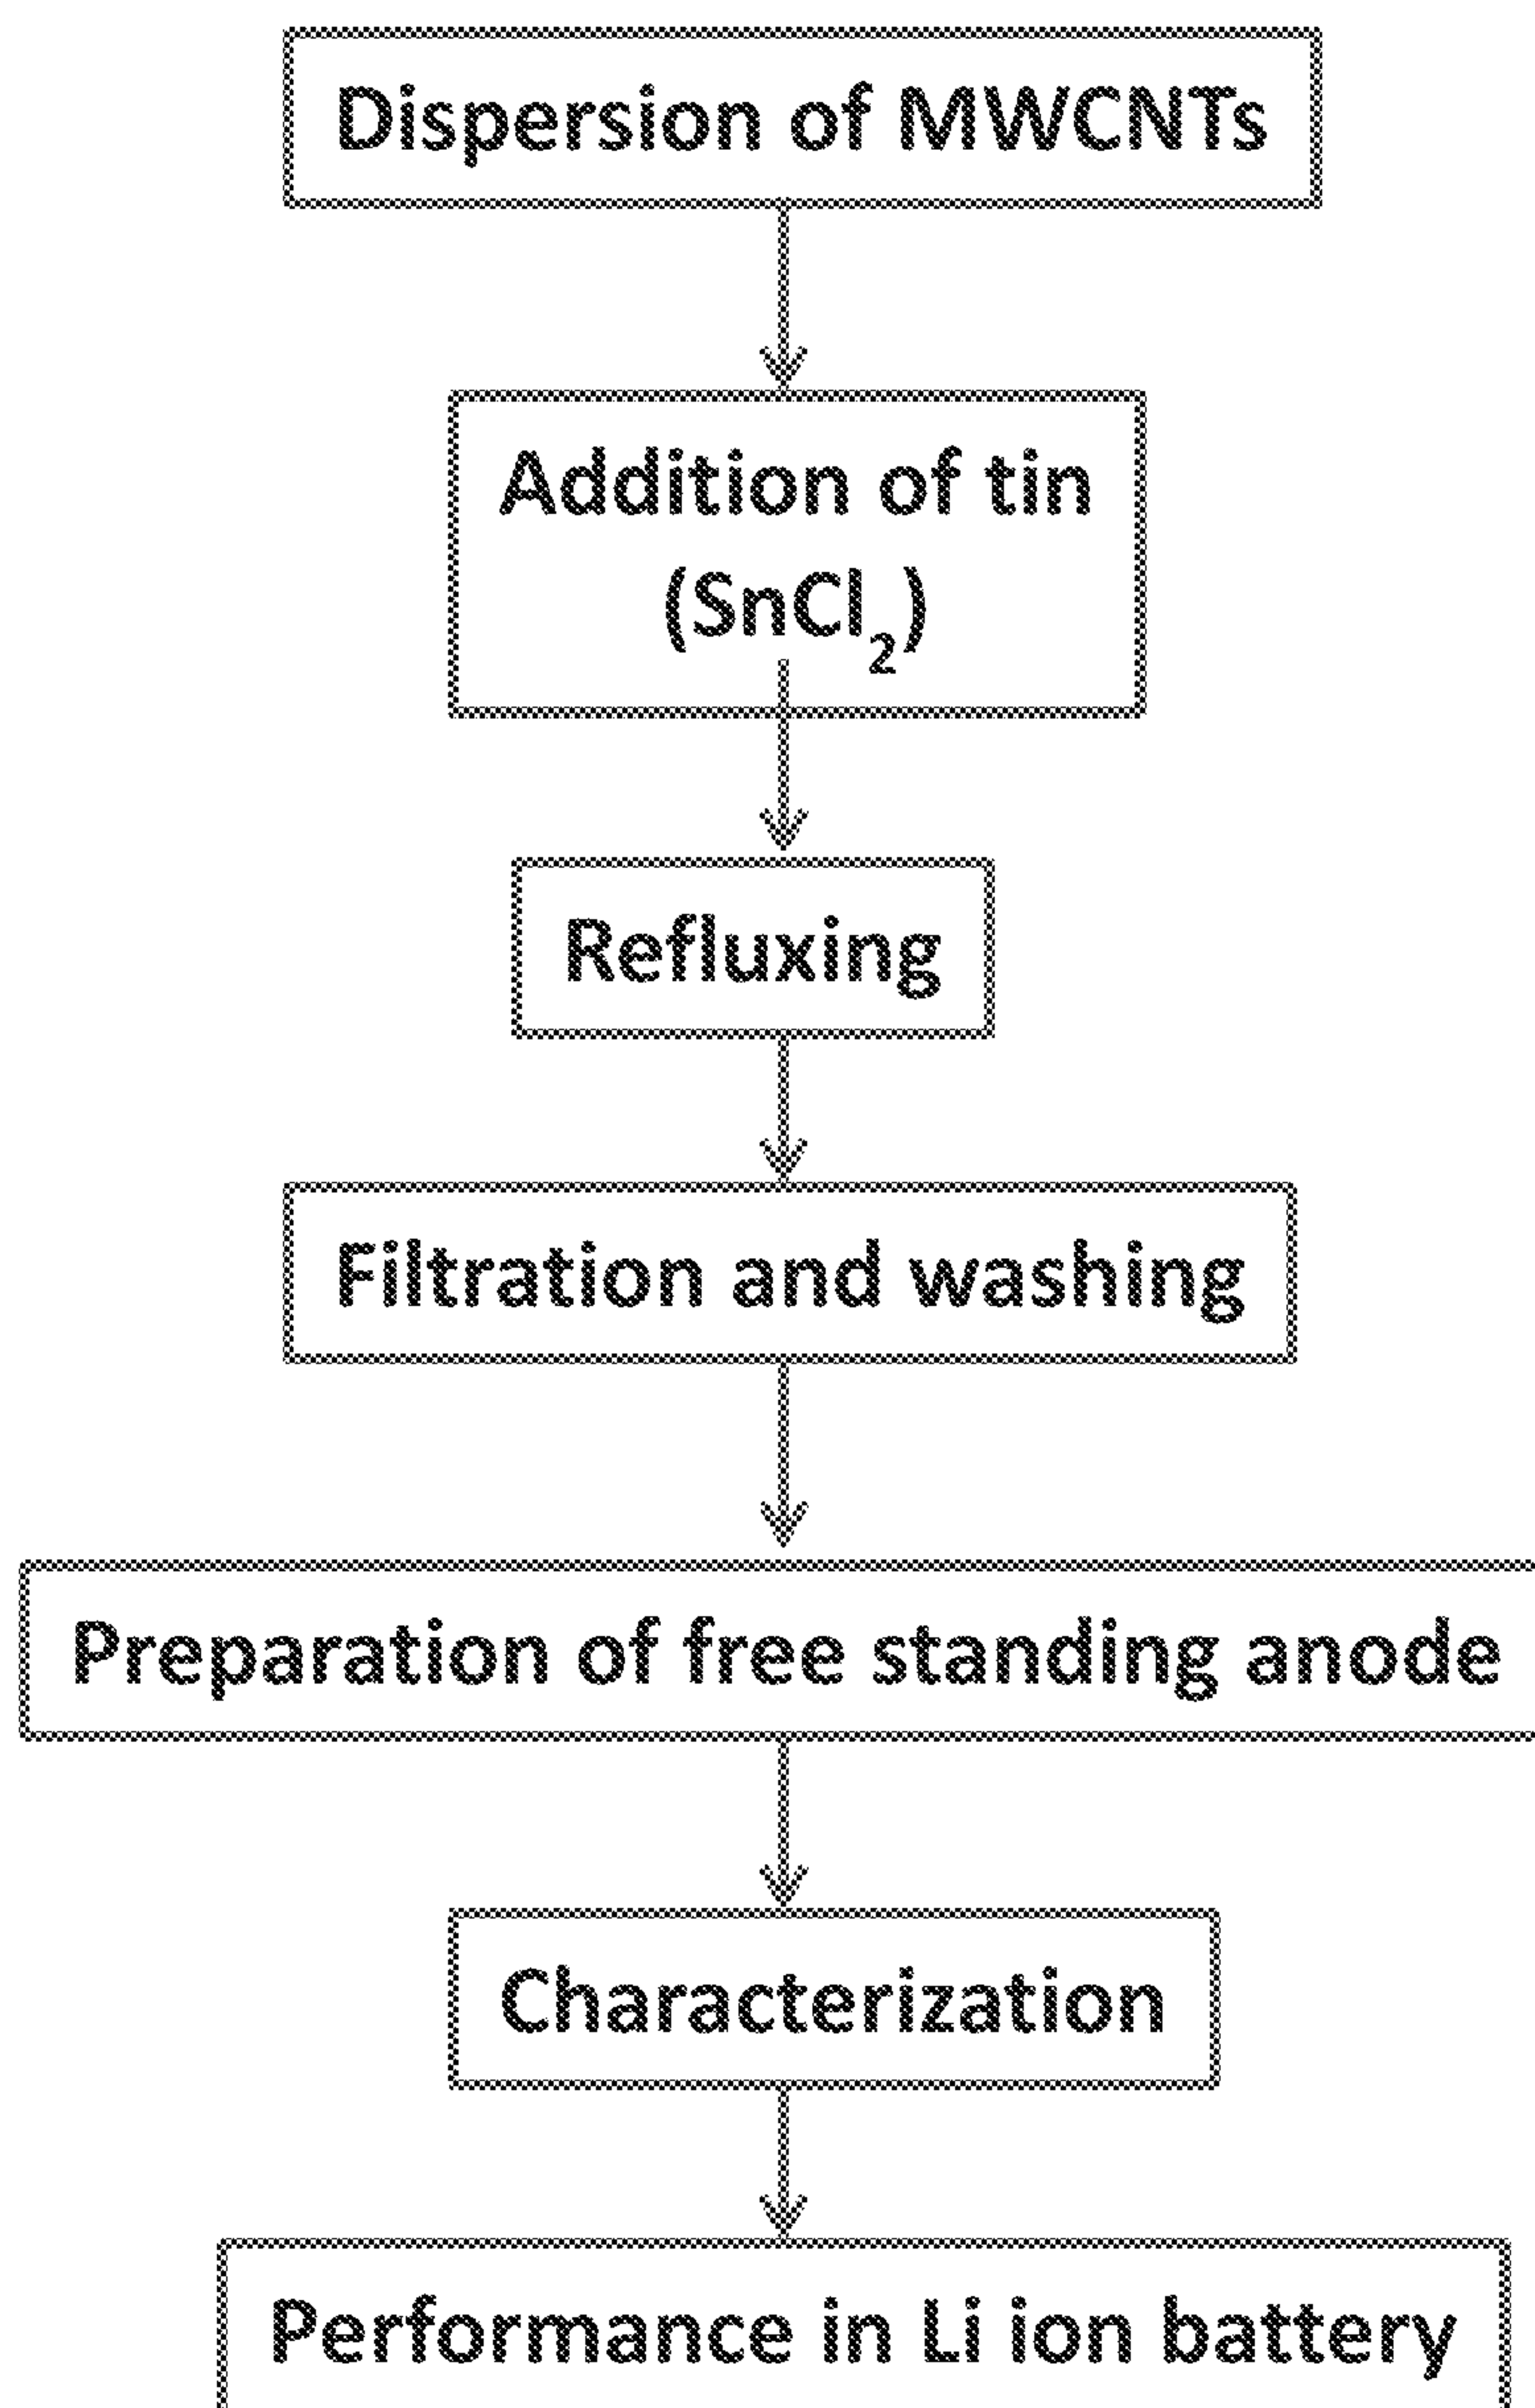 Dispersion of MWCNTs
Addition of tin
(SnCl₂)
Refluxing
Filtration and washing
Preparation of free standing anode
Characterization
Performance in Li ion battery